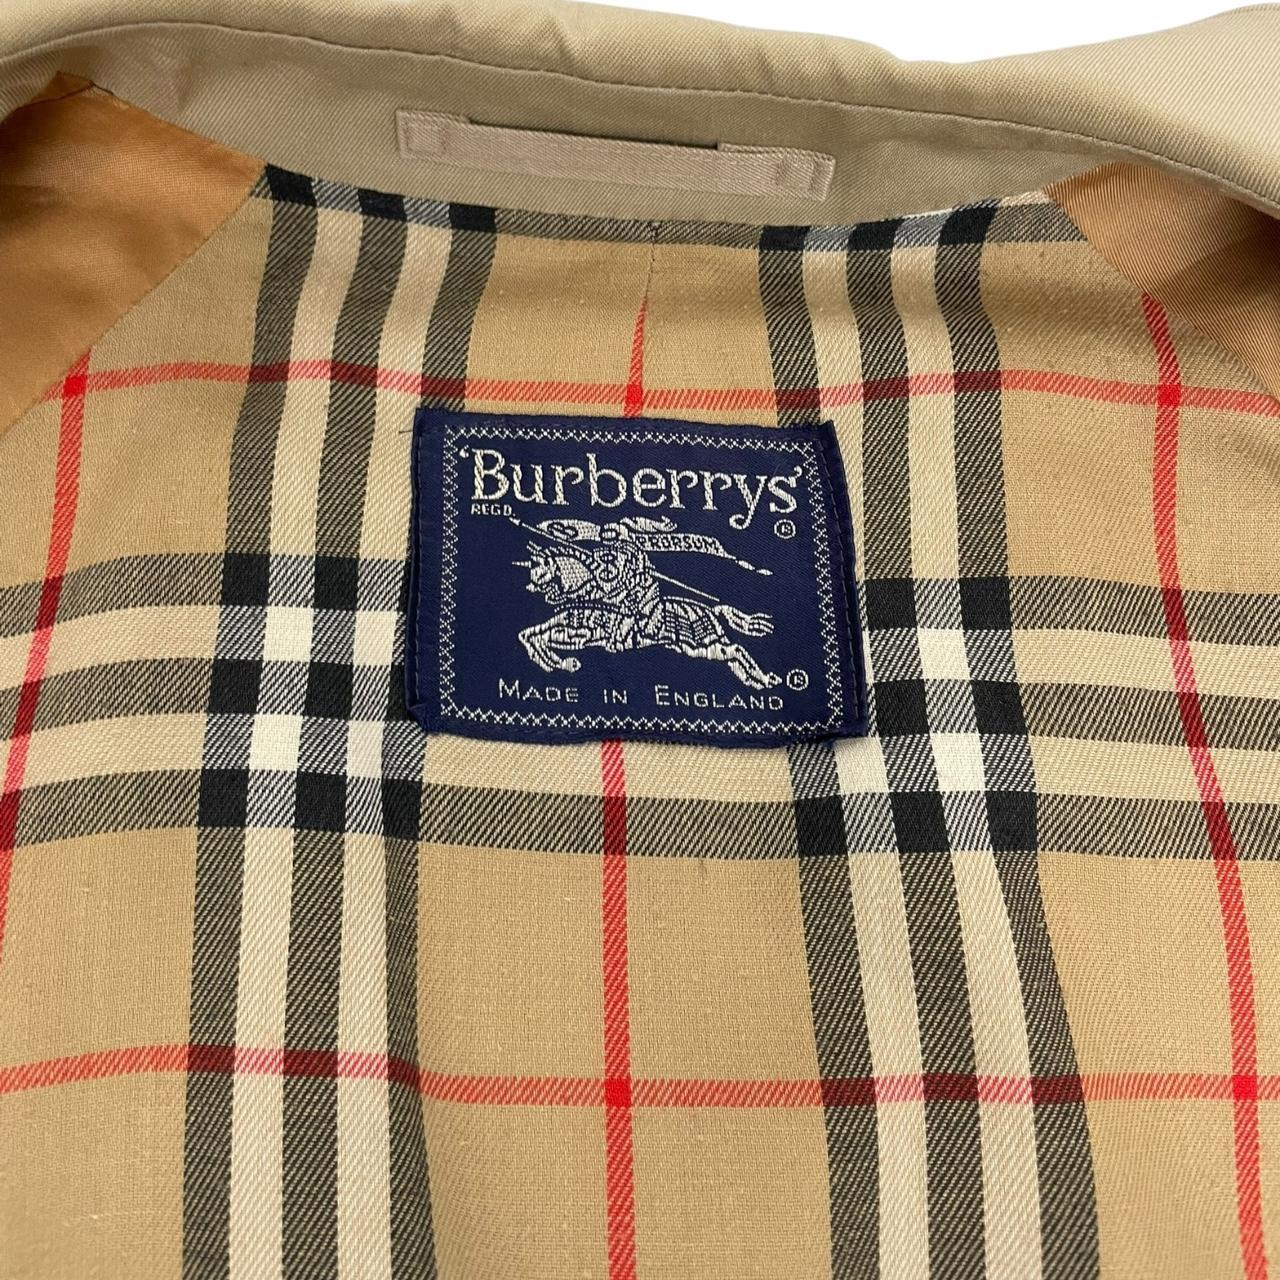 'Burberrys'
REGD.
®
PRORSUM
®
MADE IN ENGLAND